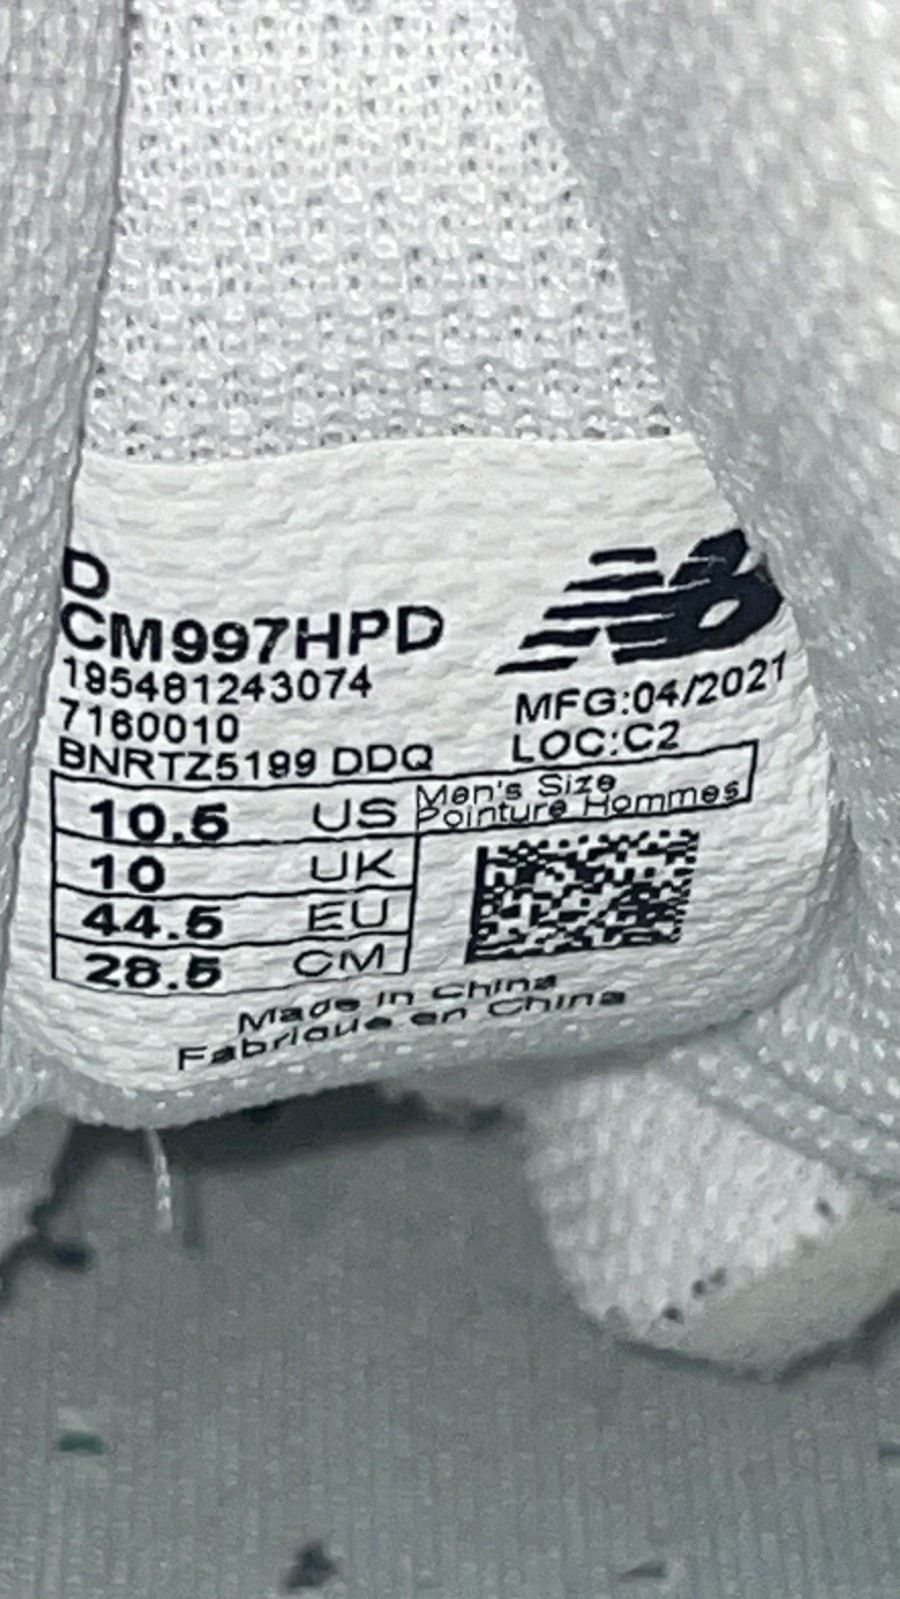 D
CM997HPD
195481243074
7160010
BNRTZ5199 DDQ
NB
MFG:04/2021
LOC:C2
Men's Size
Pointure Hommes
10.5 US
10 UK
44.5 EU
28.5 CM
Made in China
Fabriqué en China